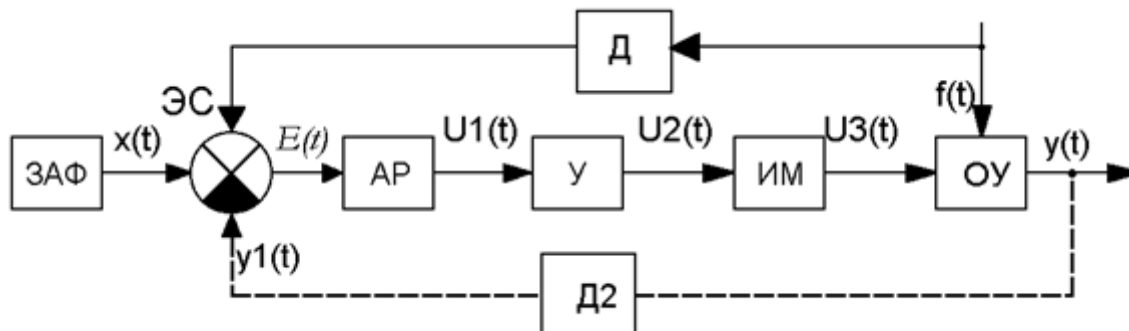 Д
ЭС
f(t)
x(t)
E(t)
U1(t)
U2(t)
U3(t)
y(t)
ЗАФ
АР
У
ИМ
ОУ
y1(t)
Д2